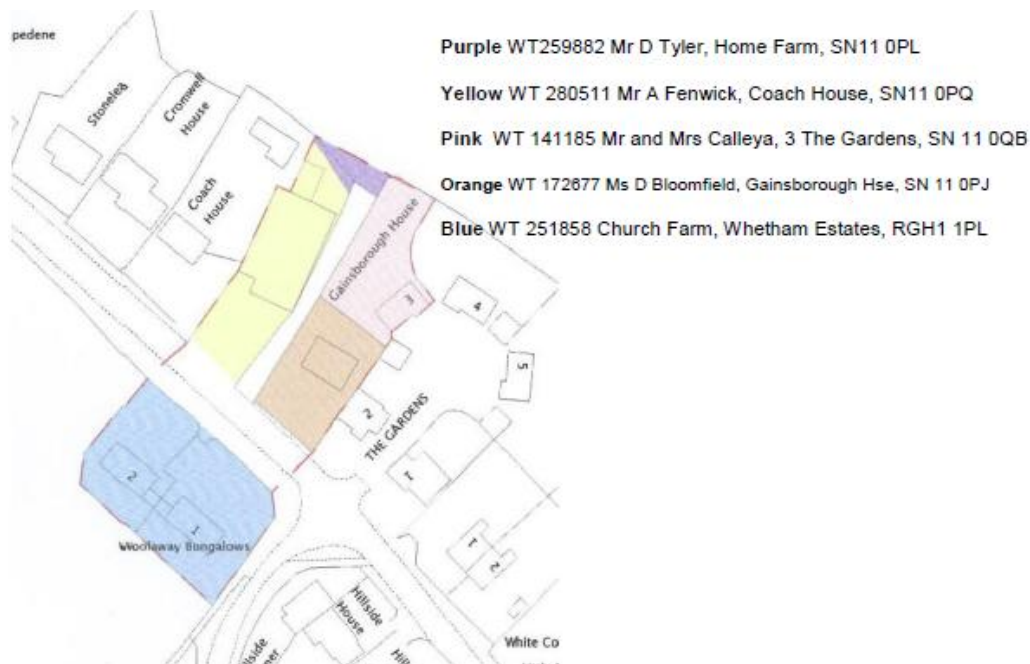 pedene
Purple WT259882 Mr D Tyler, Home Farm, SN11 0PL
Yellow WT 280511 Mr A Fenwick, Coach House, SN11 0PQ
Pink WT 141185 Mr and Mrs Calleya, 3 The Gardens, SN 11 0QB
Orange WT 172677 Ms D Bloomfield, Gainsborough Hse, SN 11 0PJ
Blue WT 251858 Church Farm, Whetham Estates, RGH1 1PL
Stonelea
Cromwell
House
Coach
House
Gainsborough House
3
4
5
2
THE GARDENS
1
2
1
Woolaway Bungalows
1
2
Hillside
House
White Co